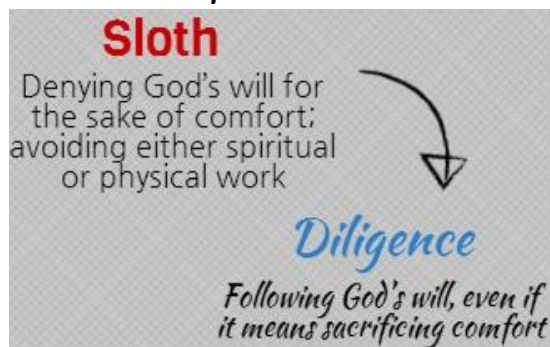 Sloth
Denying God's will for
the sake of comfort;
avoiding either spiritual
or physical work
Diligence
Following God's will, even if
it means sacrificing comfort